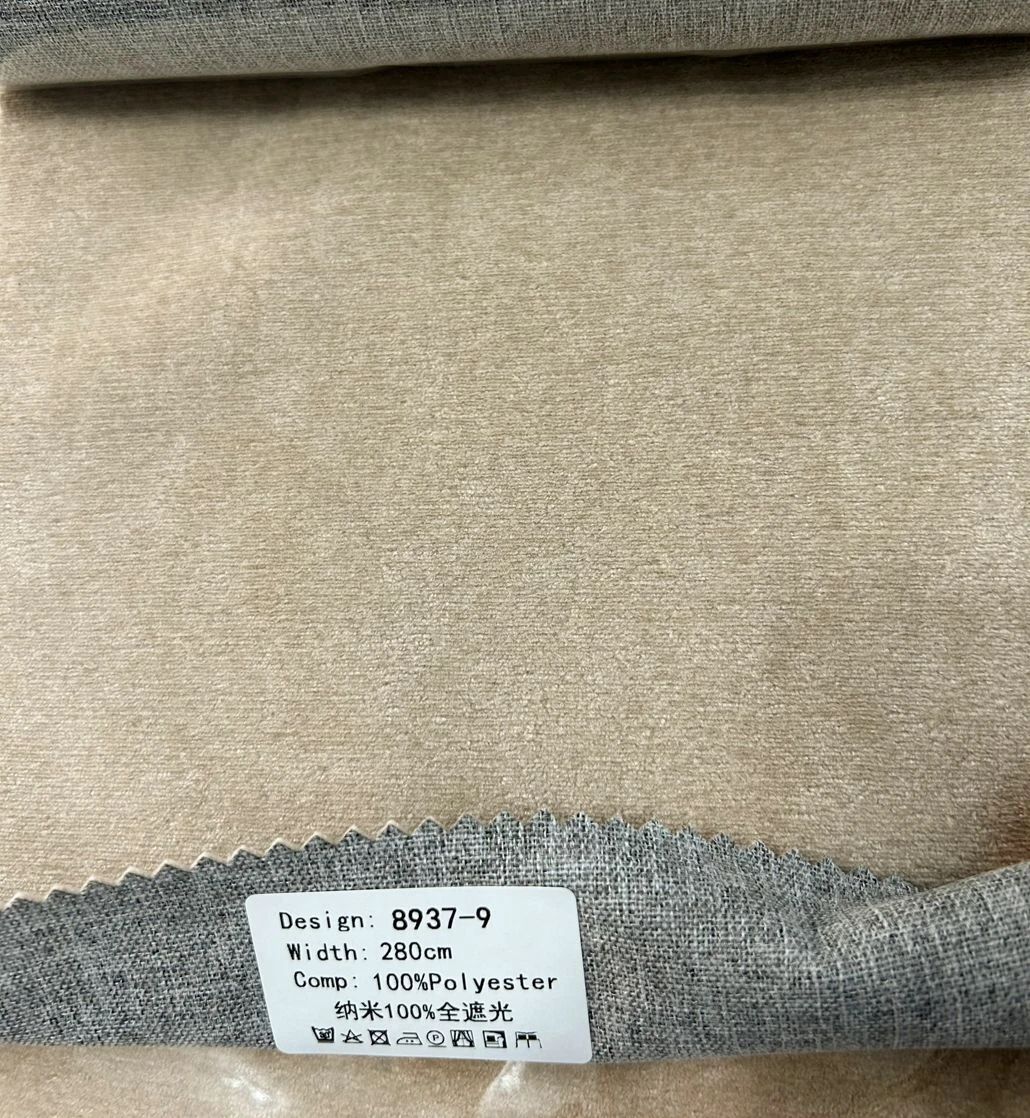 Design: 8937-9
Width: 280cm
Comp: 100%Polyester
纳米100%全遮光